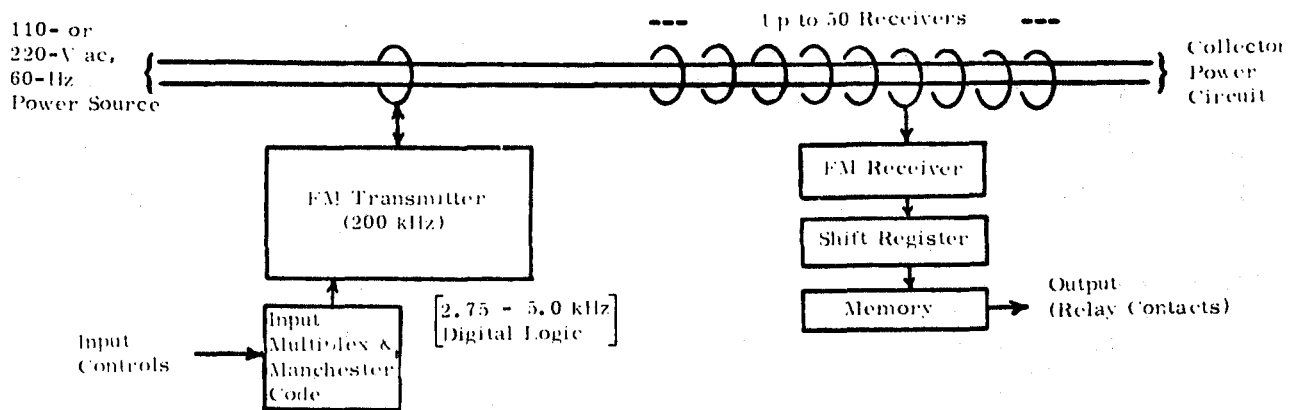 110- or
220-V ac,
60-Hz
Power Source
Up to 50 Receivers
Collector
Power
Circuit
FM Transmitter
(200 kHz)
FM Receiver
Shift Register
Memory
Output
(Relay Contacts)
[2.75 - 5.0 kHz
Digital Logic]
Input
Controls
Input
Multiplex &
Manchester
Code